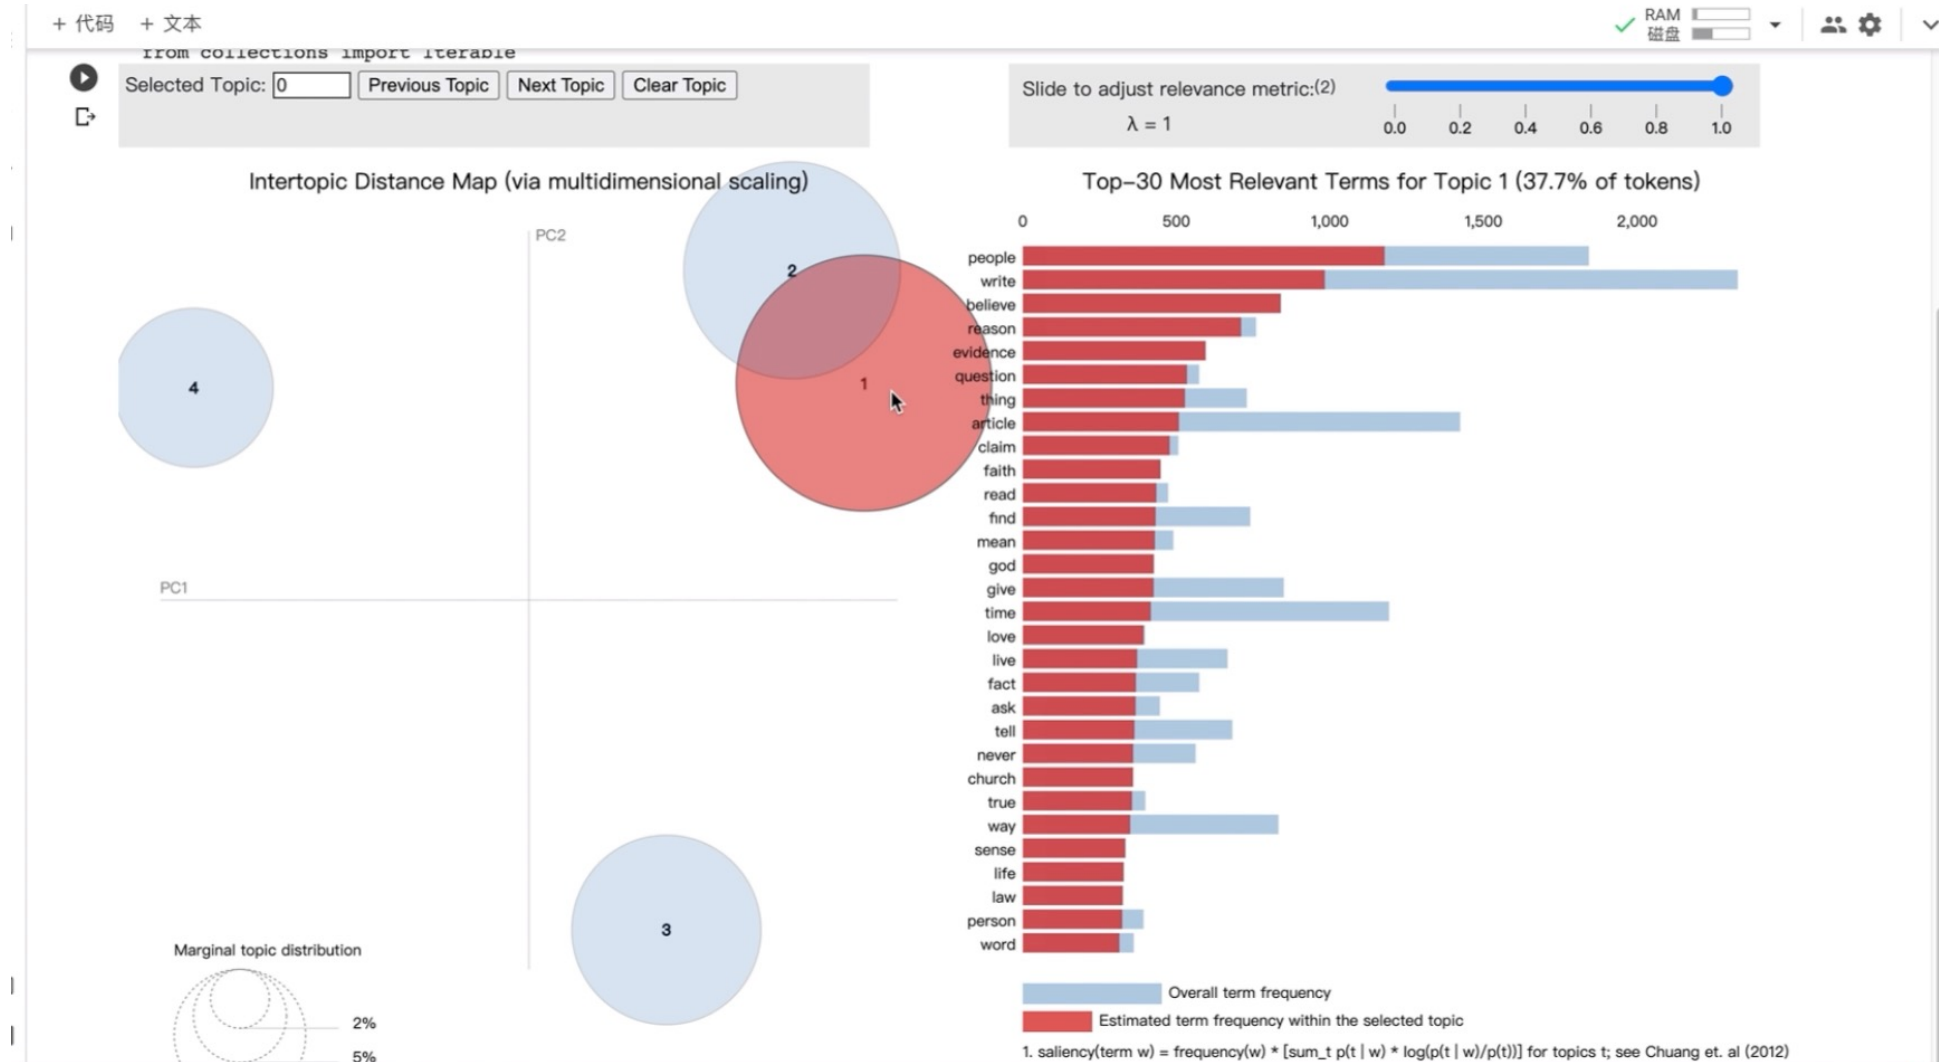 + 代码 + 文本
RAM
磁盘
from collections import Iterable
Selected Topic: 0 Previous Topic Next Topic Clear Topic
Slide to adjust relevance metric:(2)
λ = 1
0.0 0.2 0.4 0.6 0.8 1.0
Intertopic Distance Map (via multidimensional scaling)
PC2
PC1
2
1
4
3
Marginal topic distribution
2%
5%
Top-30 Most Relevant Terms for Topic 1 (37.7% of tokens)
0 500 1,000 1,500 2,000
people
write
believe
reason
evidence
question
thing
article
claim
faith
read
find
mean
god
give
time
love
live
fact
ask
tell
never
church
true
way
sense
life
law
person
word
Overall term frequency
Estimated term frequency within the selected topic
1. saliency(term w) = frequency(w) * [sum_t p(t | w) * log(p(t | w)/p(t))] for topics t; see Chuang et. al (2012)